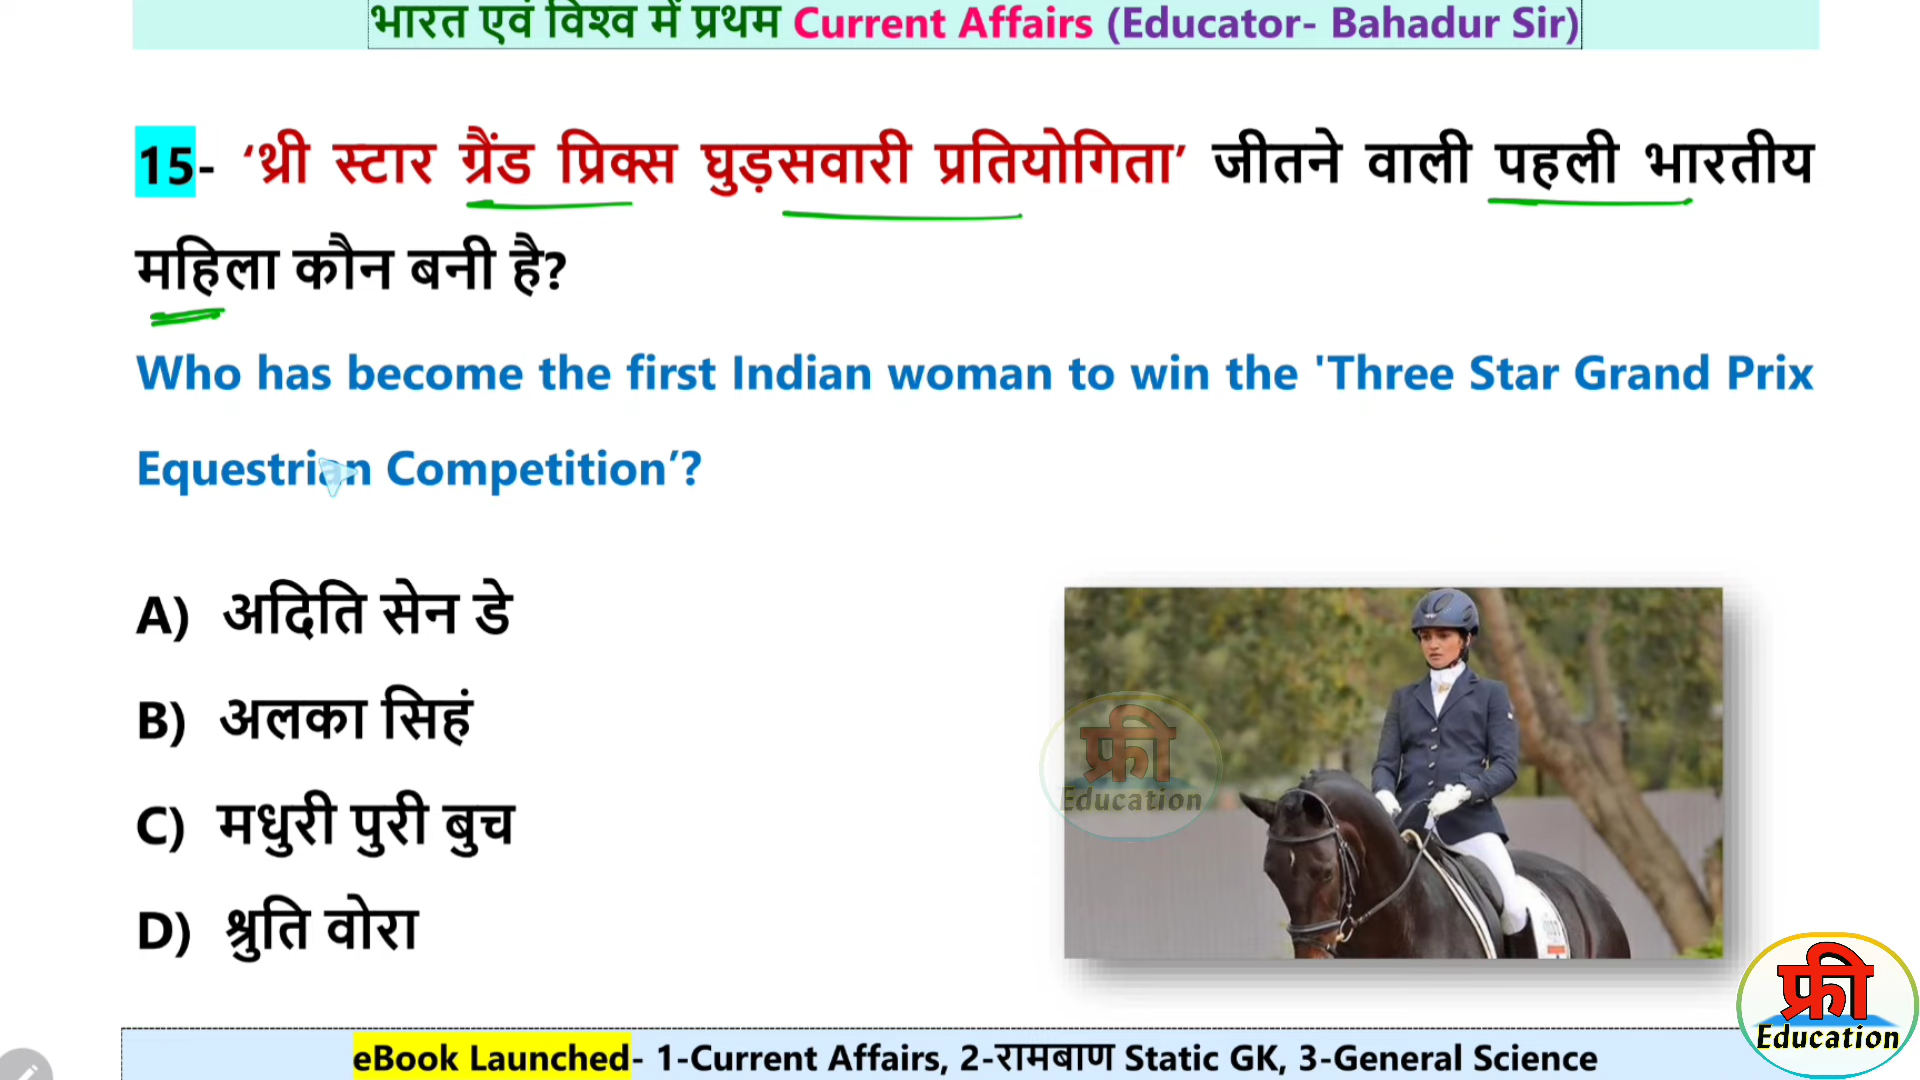 भारत एवं विश्व में प्रथम Current Affairs (Educator- Bahadur Sir)
15- ‘थ्री स्टार ग्रैंड प्रिक्स घुड़सवारी प्रतियोगिता’ जीतने वाली पहली भारतीय
महिला कौन बनी है?
Who has become the first Indian woman to win the 'Three Star Grand Prix
Equestrian Competition’?
A) अदिति सेन डे
B) अलका सिहं
C) मधुरी पुरी बुच
D) श्रुति वोरा
फ्री
Education
फ्री
Education
eBook Launched- 1-Current Affairs, 2-रामबाण Static GK, 3-General Science